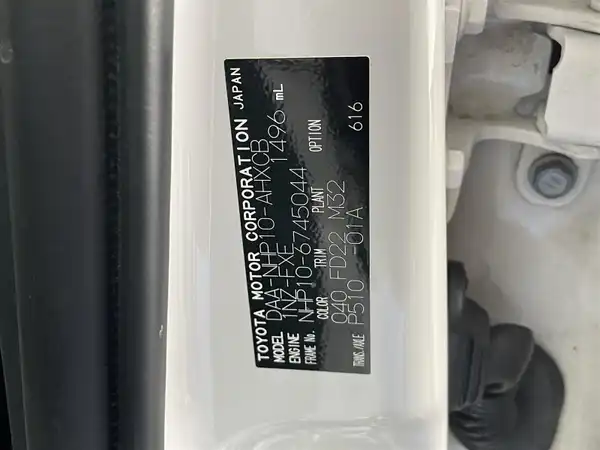 TOYOTA MOTOR CORPORATION JAPAN
MODEL DAA-NHP10-AHXCB
ENGINE 1NZ-FXE 1496 mL
FRAME No. NHP10-6745044
COLOR TRIM PLANT OPTION
040 FD22 M32 616
TRANS./AXLE P510 -01A